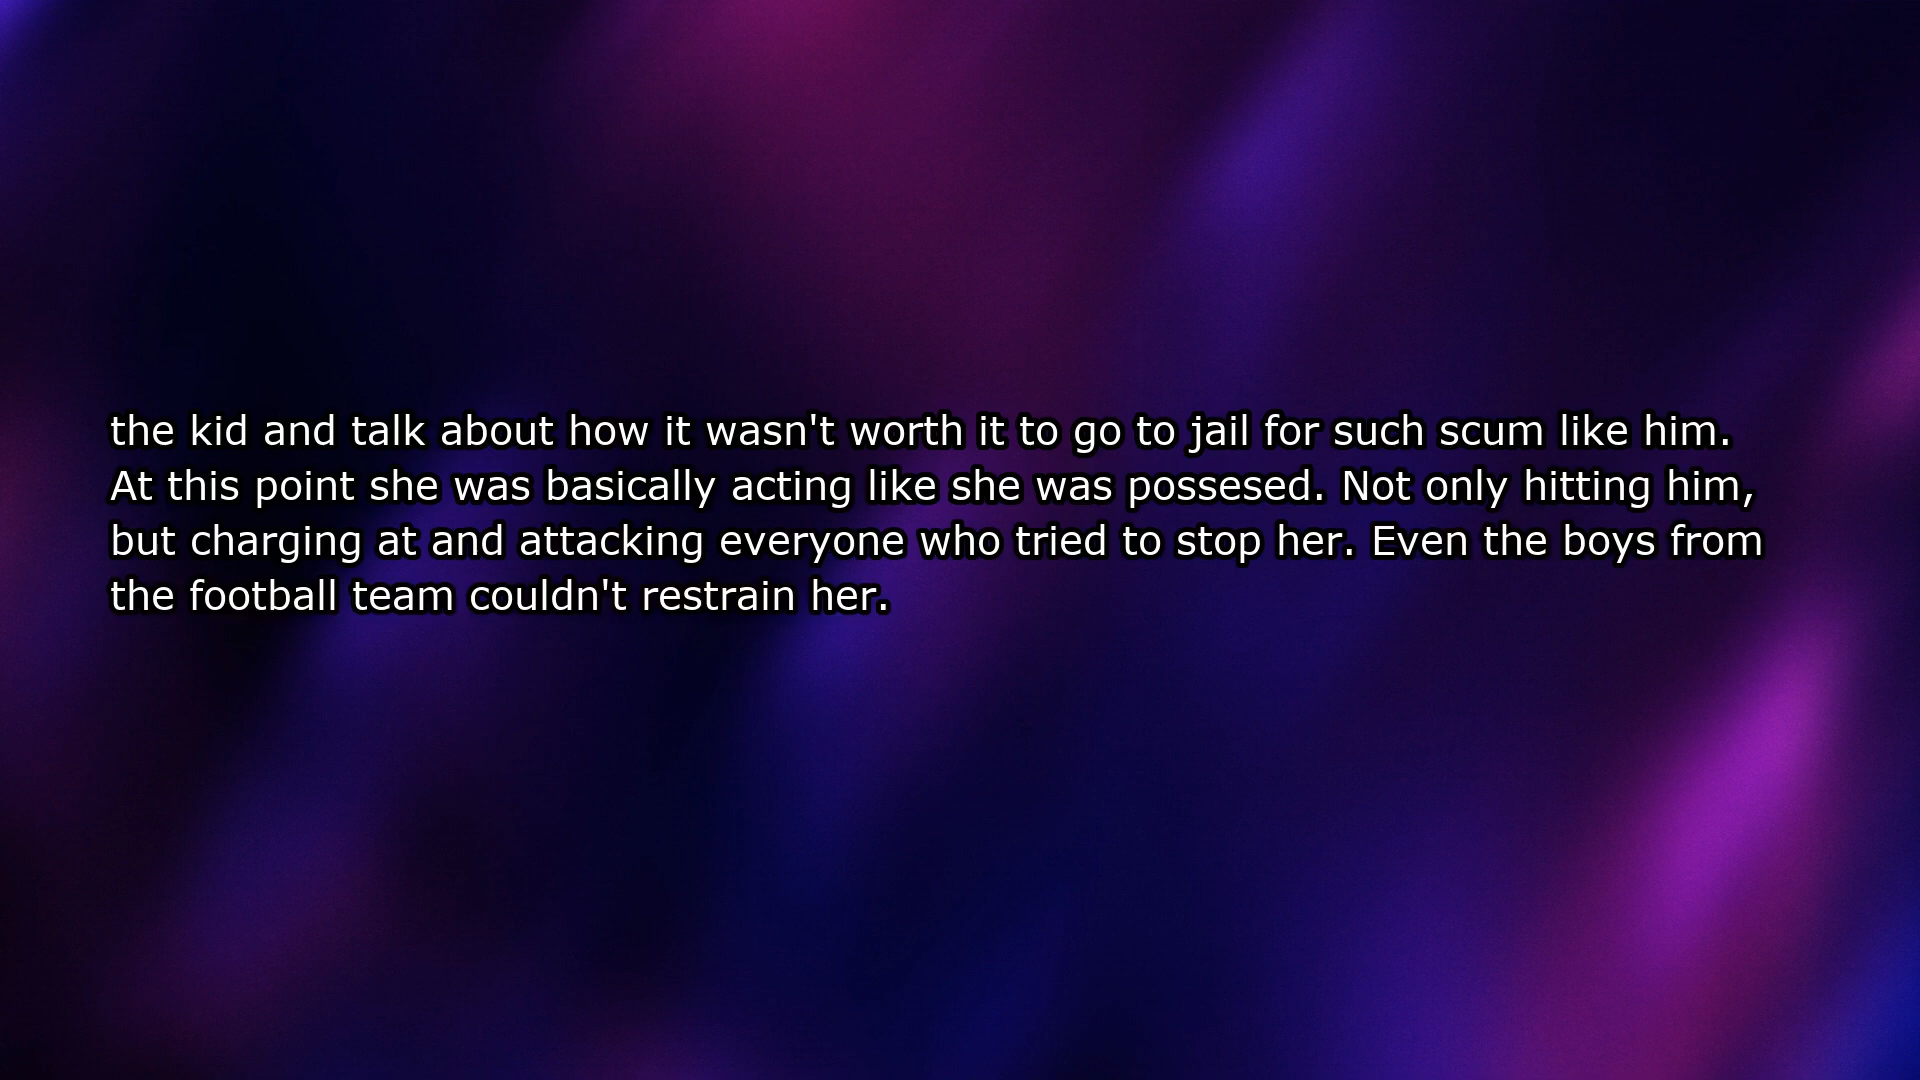 the kid and talk about how it wasn't worth it to go to jail for such scum like him.
At this point she was basically acting like she was possesed. Not only hitting him,
but charging at and attacking everyone who tried to stop her. Even the boys from
the football team couldn't restrain her.